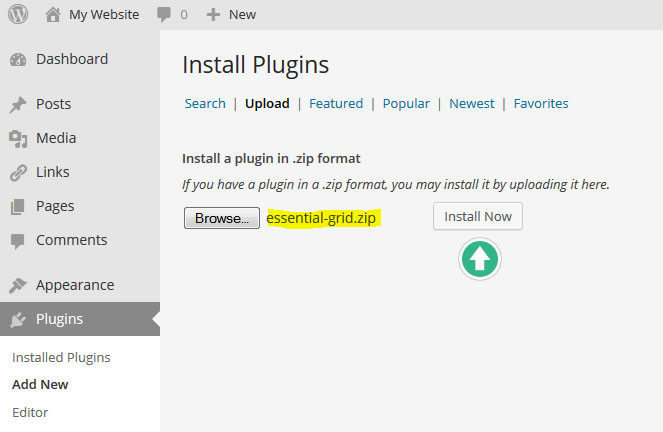 My Website 0
Dashboard
Posts
Media
Links
Pages
Comments
Appearance
Plugins
Installed Plugins
Add New
Editor
Install Plugins
Search | Upload | Featured | Popular | Newest | Favorites
Install a plugin in .zip format
If you have a plugin in a .zip format, you may install it by uploading it here.
Browse... essential-grid.zip Install Now